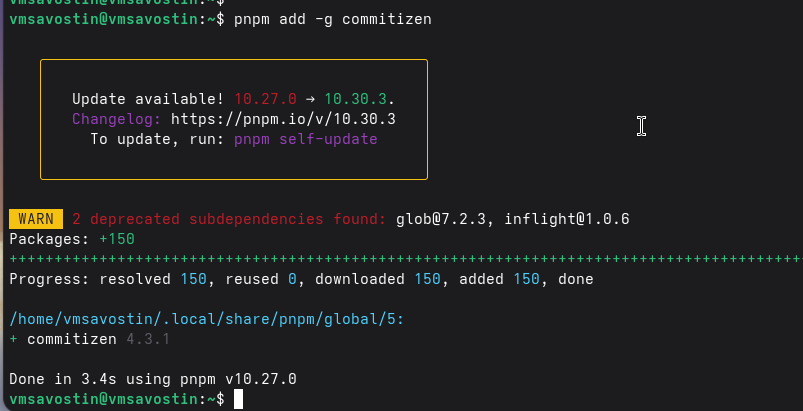 vmsavostin@vmsavostin:~$
vmsavostin@vmsavostin:~$ pnpm add -g commitizen
Update available! 10.27.0 → 10.30.3.
Changelog: https://pnpm.io/v/10.30.3
To update, run: pnpm self-update
WARN 2 deprecated subdependencies found: glob@7.2.3, inflight@1.0.6
Packages: +150
+++++++++++++++++++++++++++++++++++++++++++++++++++++++++++++++++++++++++++++++++++++++
Progress: resolved 150, reused 0, downloaded 150, added 150, done
/home/vmsavostin/.local/share/pnpm/global/5:
+ commitizen 4.3.1
Done in 3.4s using pnpm v10.27.0
vmsavostin@vmsavostin:~$